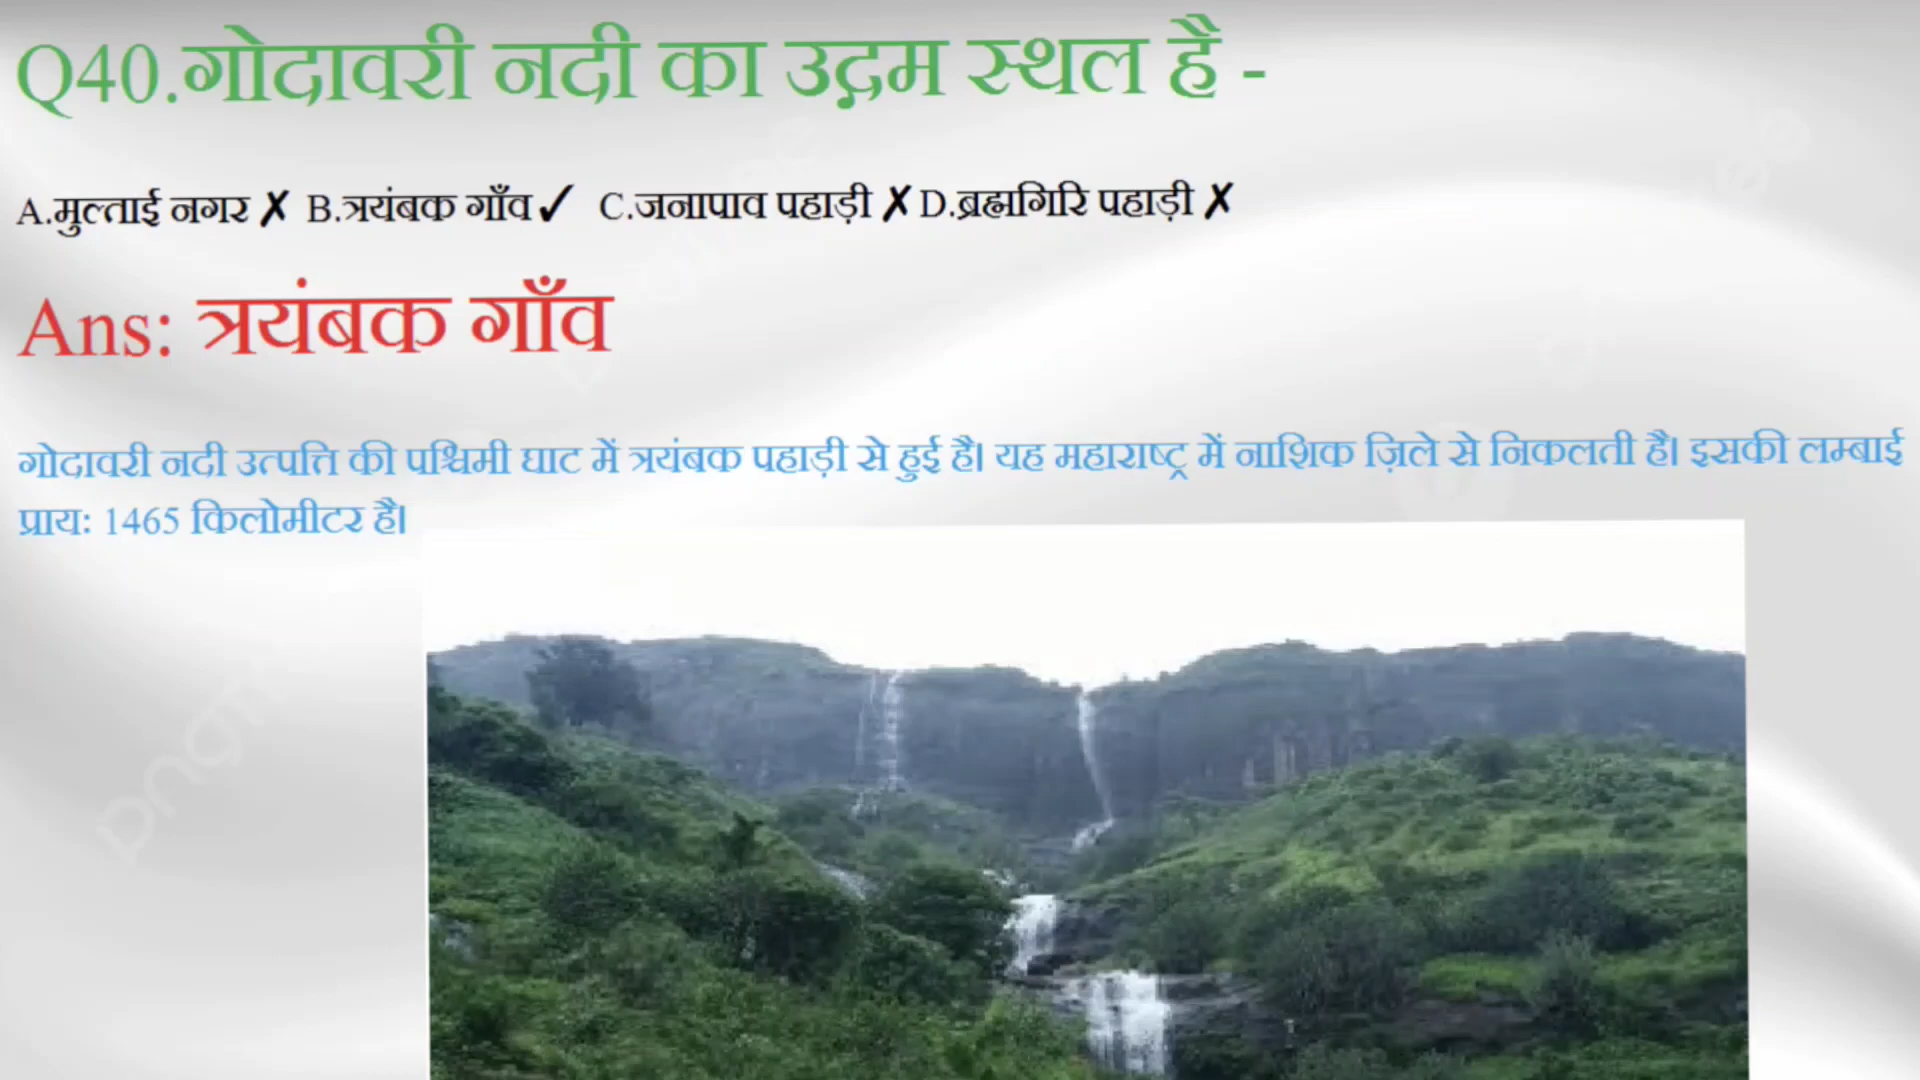 Q40.गोदावरी नदी का उद्गम स्थल है -
A.मुल्ताई नगर ✗ B.त्रयंबक गाँव ✓ C.जनापाव पहाड़ी ✗ D.ब्रह्मगिरि पहाड़ी ✗
Ans: त्रयंबक गाँव
गोदावरी नदी उत्पत्ति की पश्चिमी घाट में त्रयंबक पहाड़ी से हुई है। यह महाराष्ट्र में नाशिक ज़िले से निकलती है। इसकी लम्बाई
प्रायः 1465 किलोमीटर है।